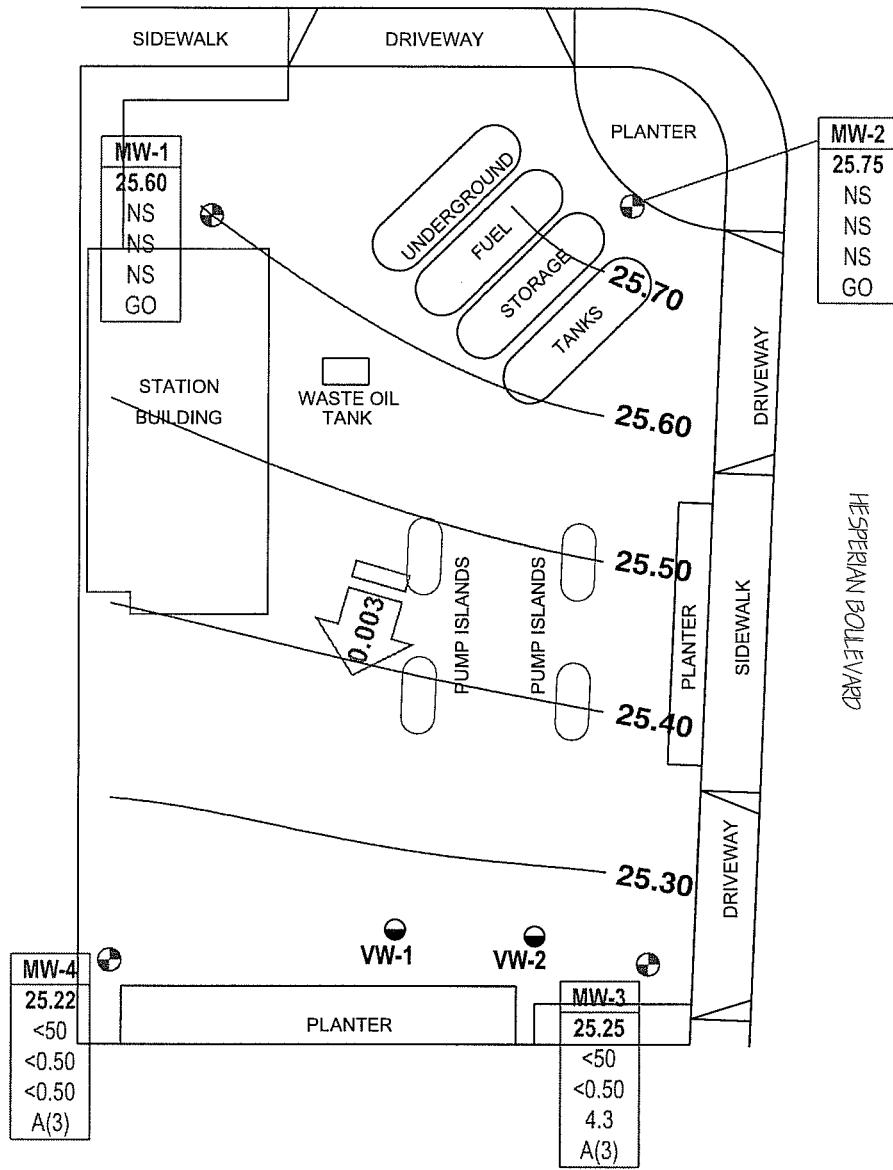 SIDEWALK
DRIVEWAY
PLANTER
MW-1
25.60
NS
NS
NS
GO
MW-2
25.75
NS
NS
NS
GO
UNDERGROUND
FUEL
STORAGE
TANKS
25.70
STATION
BUILDING
WASTE OIL
TANK
25.60
DRIVEWAY
HESPERIAN BOULEVARD
25.50
PUMP ISLANDS
PUMP ISLANDS
0.003
PLANTER
SIDEWALK
25.40
25.30
DRIVEWAY
VW-1
VW-2
MW-4
25.22
<50
<0.50
<0.50
A(3)
PLANTER
MW-3
25.25
<50
<0.50
4.3
A(3)